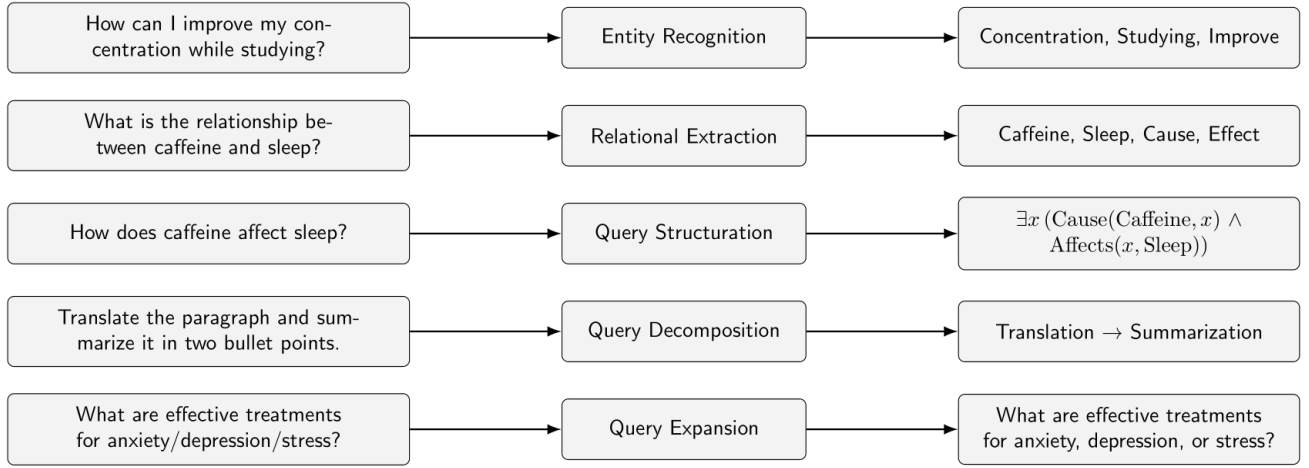 How can I improve my con-
centration while studying?
Entity Recognition
Concentration, Studying, Improve
What is the relationship be-
tween caffeine and sleep?
Relational Extraction
Caffeine, Sleep, Cause, Effect
How does caffeine affect sleep?
Query Structuration
∃x (Cause(Caffeine, x) ∧
Affects(x, Sleep))
Translate the paragraph and sum-
marize it in two bullet points.
Query Decomposition
Translation → Summarization
What are effective treatments
for anxiety/depression/stress?
Query Expansion
What are effective treatments
for anxiety, depression, or stress?